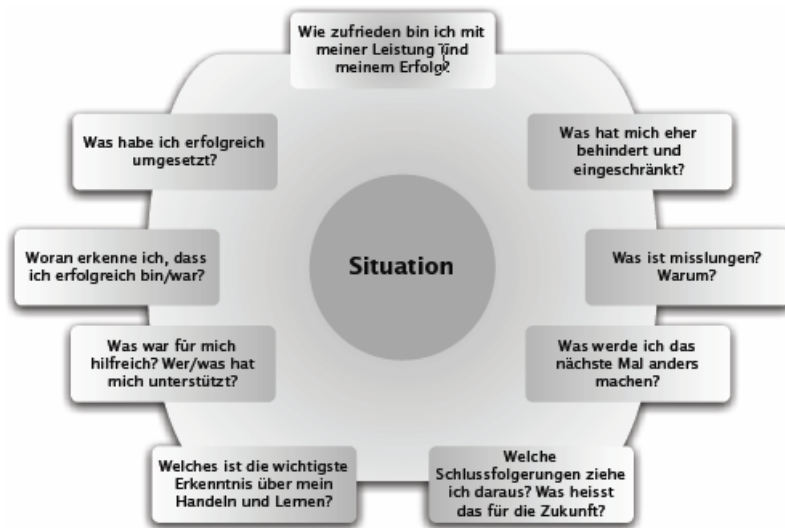 Wie zufrieden bin ich mit
meiner Leistung und
meinem Erfolg?
Was habe ich erfolgreich
umgesetzt?
Was hat mich eher
behindert und
eingeschränkt?
Woran erkenne ich, dass
ich erfolgreich bin/war?
Situation
Was ist misslungen?
Warum?
Was war für mich
hilfreich? Wer/was hat
mich unterstützt?
Was werde ich das
nächste Mal anders
machen?
Welches ist die wichtigste
Erkenntnis über mein
Handeln und Lernen?
Welche
Schlussfolgerungen ziehe
ich daraus? Was heisst
das für die Zukunft?